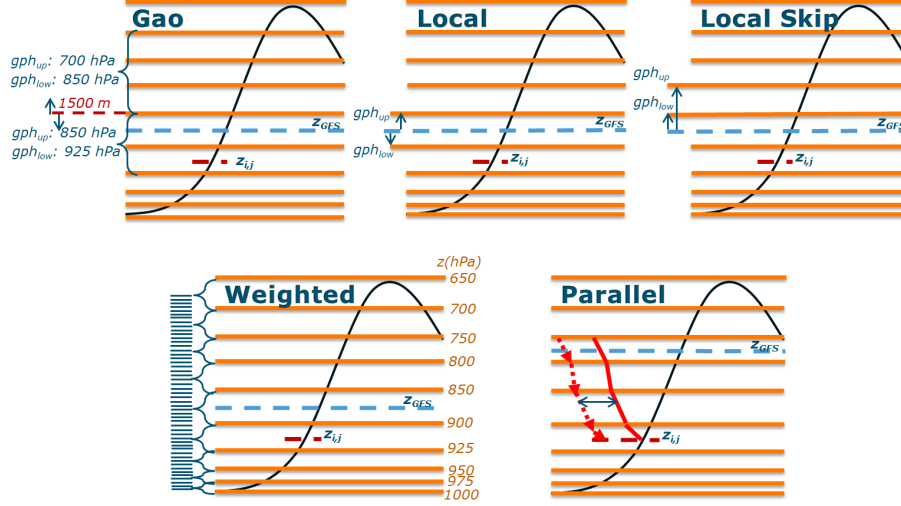 Gao
Local
Local Skip
gph_up: 700 hPa
gph_low: 850 hPa
1500 m
gph_up: 850 hPa
gph_low: 925 hPa
z_GFS
z_i,j
gph_up
gph_low
z_GFS
z_i,j
gph_up
gph_low
z_GFS
z_i,j
Weighted
z(hPa)
650
700
750
800
850
900
925
950
975
1000
z_GFS
z_i,j
Parallel
z_GFS
z_i,j